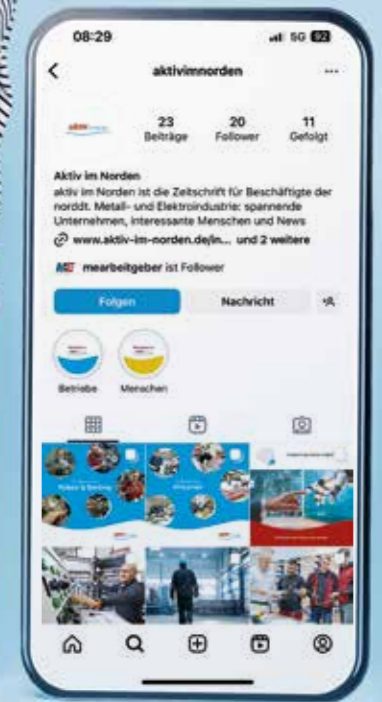 08:29
5G 92
aktivimnorden
23 20 11
Beiträge Follower Gefolgt
Aktiv im Norden
aktiv im Norden ist die Zeitschrift für Beschäftigte der
norddt. Metall- und Elektroindustrie: spannende
Unternehmen, interessante Menschen und News
www.aktiv-im-norden.de/in... und 2 weitere
mearbeitgeber ist Follower
Folgen Nachricht
Betriebe Menschen